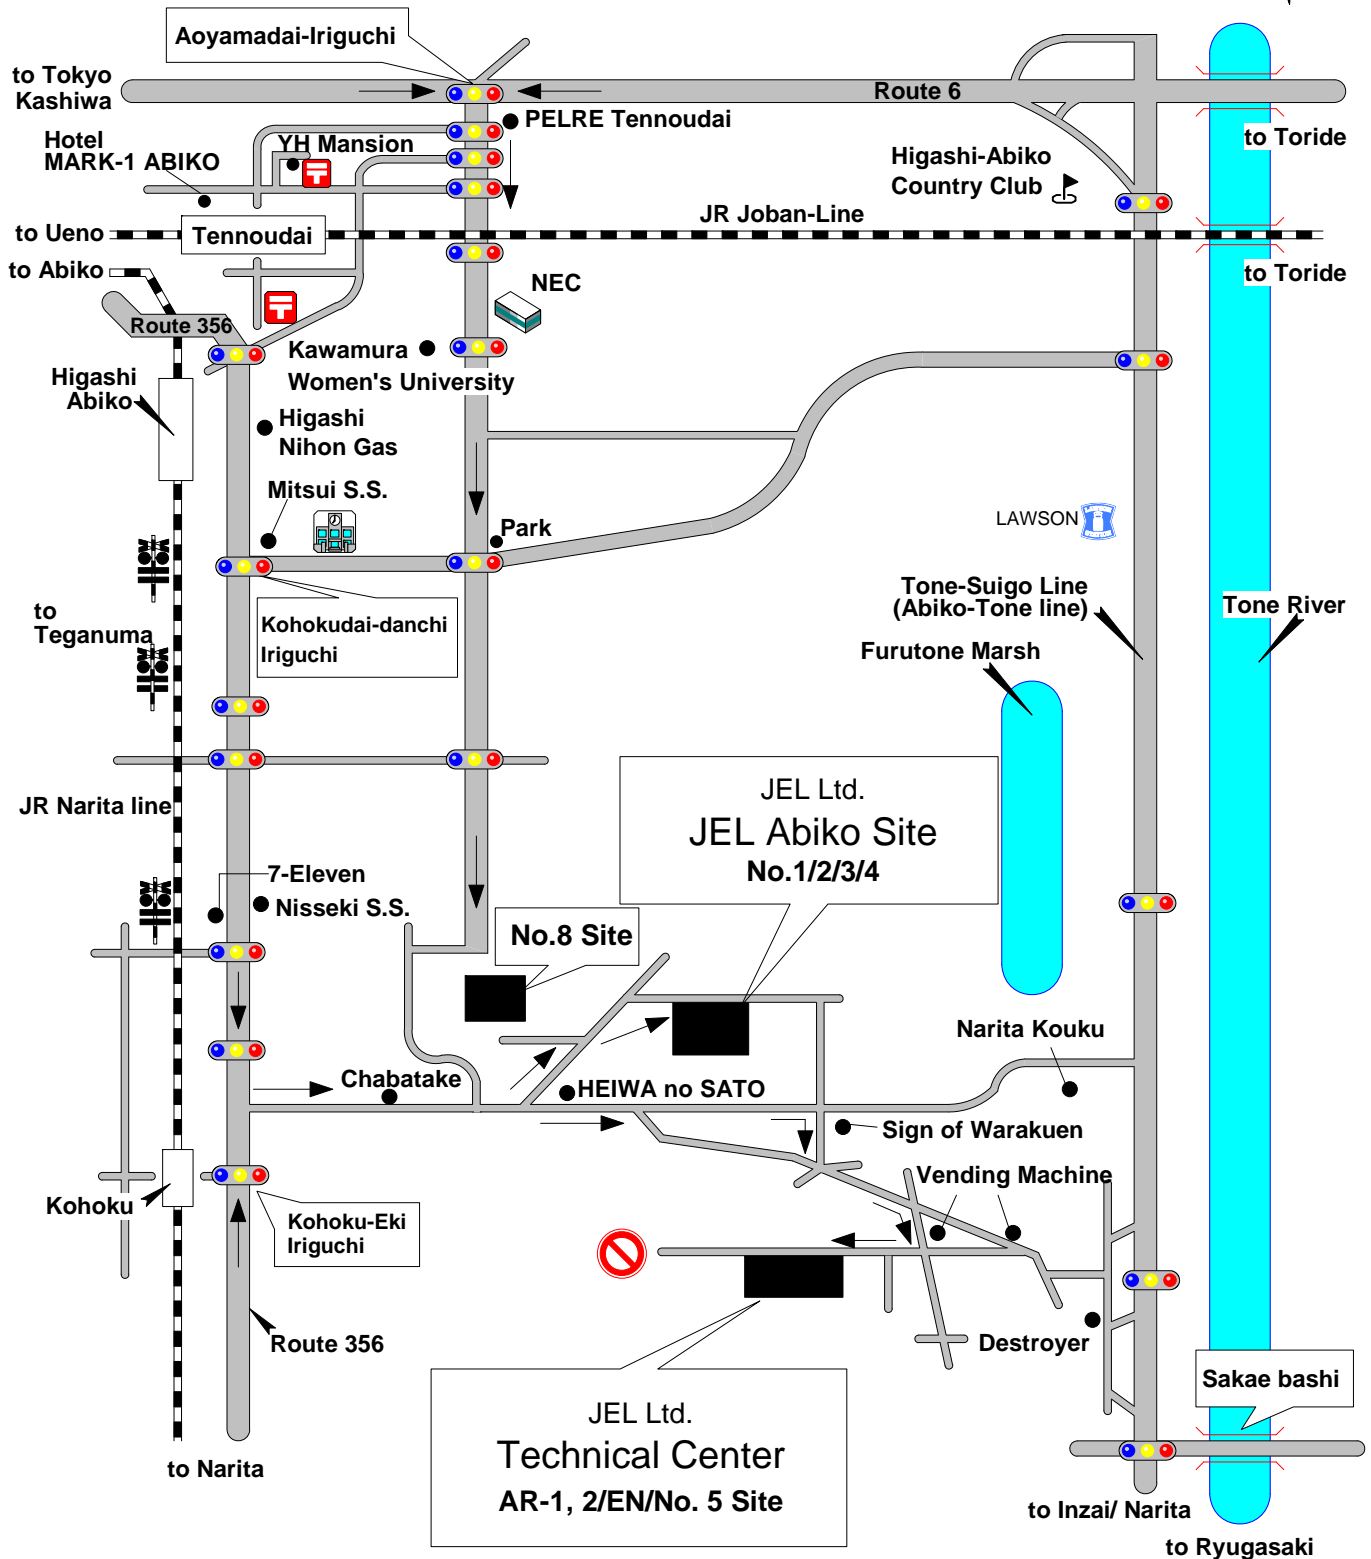 Aoyamadai-Iriguchi
to Tokyo
Kashiwa
Route 6
PELRE Tennoudai
to Toride
Hotel
MARK-1 ABIKO
YH Mansion
Higashi-Abiko
Country Club
JR Joban-Line
to Ueno
Tennoudai
to Abiko
to Toride
NEC
Route 356
Kawamura
Women's University
Higashi
Abiko
Higashi
Nihon Gas
Mitsui S.S.
Park
LAWSON
Tone-Suigo Line
(Abiko-Tone line)
Tone River
to
Teganuma
Kohokudai-danchi
Iriguchi
Furutone Marsh
JR Narita line
JEL Ltd.
JEL Abiko Site
No.1/2/3/4
7-Eleven
Nisseki S.S.
No.8 Site
Narita Kouku
Chabatake
HEIWA no SATO
Sign of Warakuen
Vending Machine
Kohoku
Kohoku-Eki
Iriguchi
Route 356
Destroyer
Sakae bashi
JEL Ltd.
Technical Center
AR-1, 2/EN/No. 5 Site
to Narita
to Inzai/ Narita
to Ryugasaki